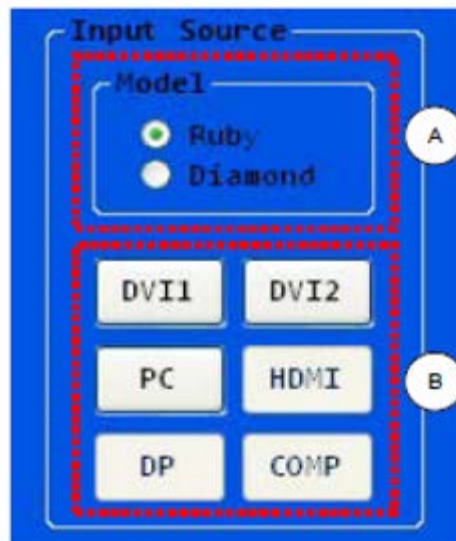 Input Source
Model
Ruby
A
Diamond
DVI1 DVI2
PC HDMI
B
DP COMP